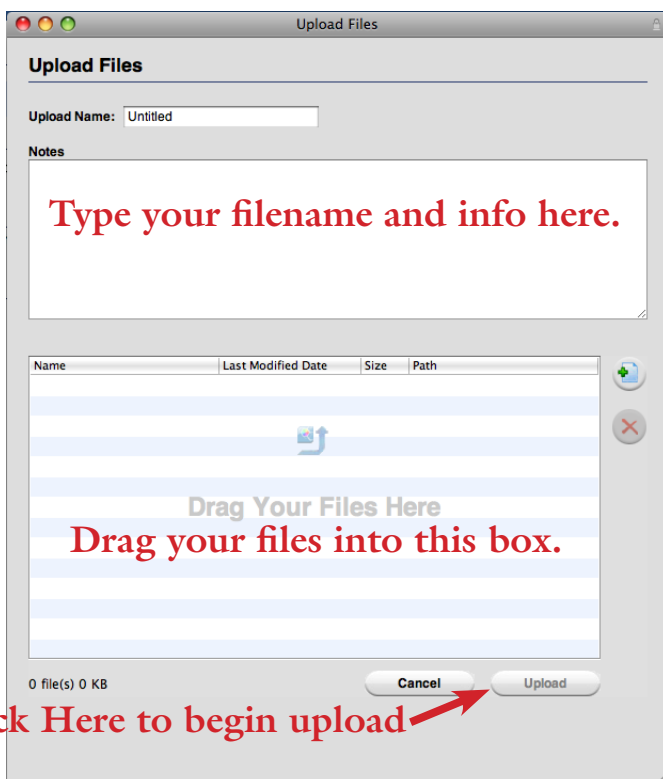 Upload Files
Upload Files
Upload Name: Untitled
Notes
Type your filename and info here.
Name Last Modified Date Size Path
Drag Your Files Here
Drag your files into this box.
0 file(s) 0 KB Cancel Upload
ck Here to begin upload